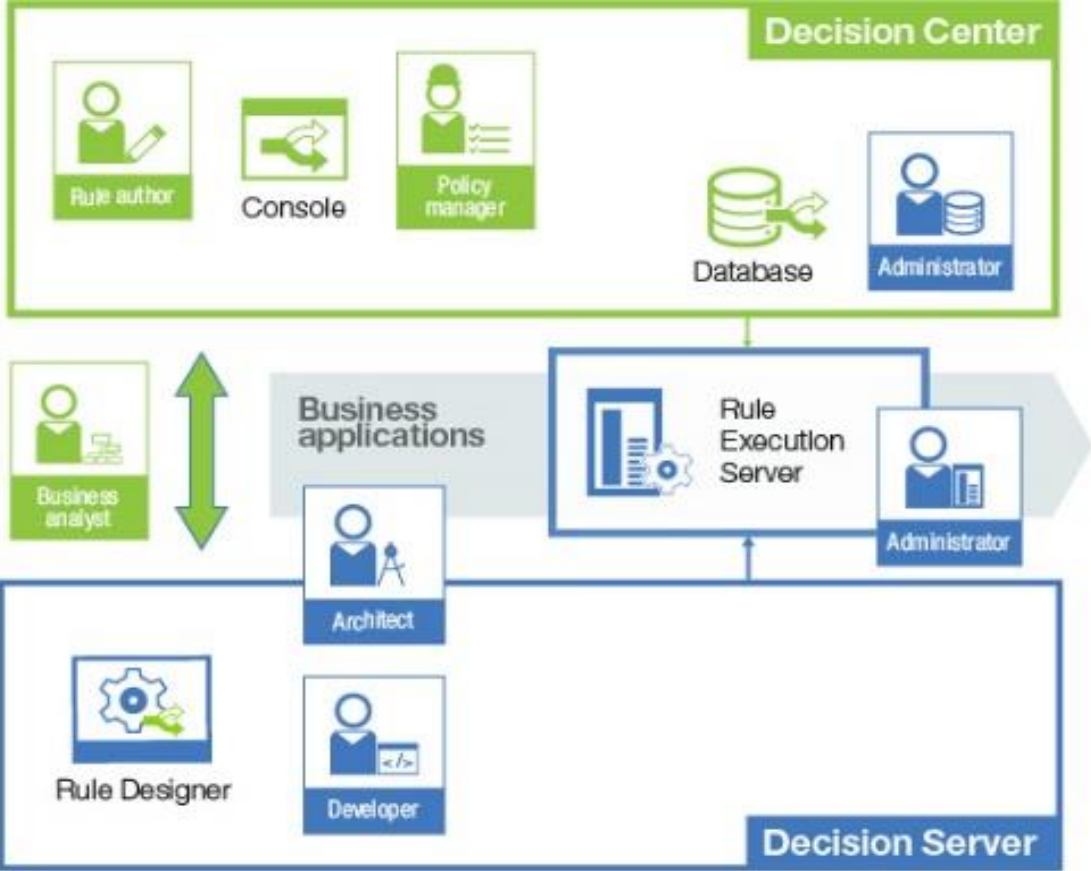 Decision Center
Rule author
Console
Policy
manager
Database
Administrator
Business
analyst
Business
applications
Rule
Execution
Server
Administrator
Architect
Rule Designer
</>
Developer
Decision Server